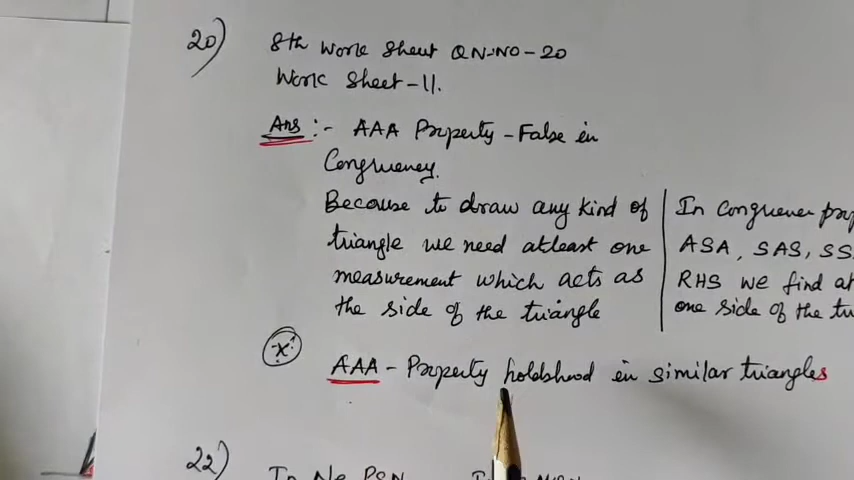 20)
8th Work Sheet QN.NO-20
Work Sheet-11.
Ans:- AAA Property - False in
Congruency.
Because to draw any kind of
triangle we need atleast one
measurement which acts as
the side of the triangle
In congruence
ASA, SAS,
RHS we find
one side of the
AAA - Property in similar triangles
22)